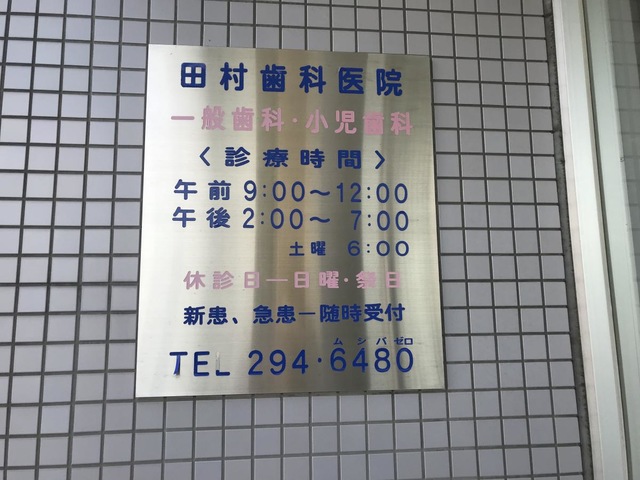 田村歯科医院
一般歯科・小児歯科
〈診療時間〉
午前 9:00〜12:00
午後 2:00〜 7:00
土曜 6:00
休診日ー日曜・祭日
新患、急患ー随時受付
ムシバゼロ
TEL 294・6480